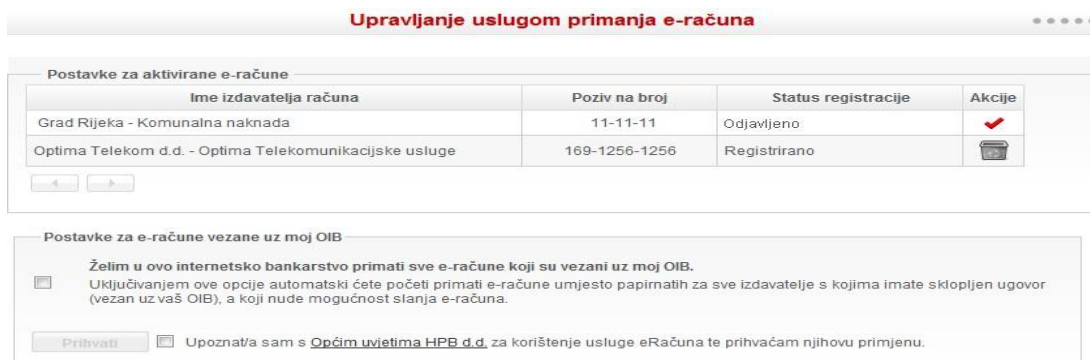 Upravljanje uslugom primanja e-računa
Postavke za aktivirane e-račune
Ime izdavatelja računa Poziv na broj Status registracije Akcije
Grad Rijeka - Komunalna naknada 11-11-11 Odjavljeno
Optima Telekom d.d. - Optima Telekomunikacijske usluge 169-1256-1256 Registrirano
Postavke za e-račune vezane uz moj OIB
Želim u ovo internetsko bankarstvo primati sve e-račune koji su vezani uz moj OIB.
Uključivanjem ove opcije automatski ćete početi primati e-račune umjesto papirnatih za sve izdavatelje s kojima imate sklopljen ugovor
(vezan uz vaš OIB), a koji nude mogućnost slanja e-računa.
Prihvati Upoznat/a sam s Općim uvjetima HPB d.d. za korištenje usluge eRačuna te prihvaćam njihovu primjenu.